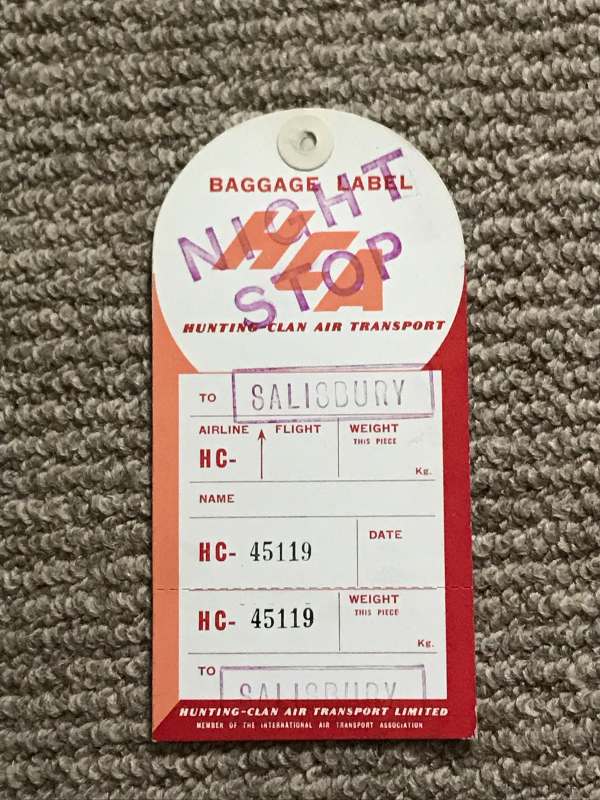 BAGGAGE LABEL
NIGHT
STOP
HCA
HUNTING-CLAN AIR TRANSPORT
TO SALISBURY
AIRLINE FLIGHT WEIGHT
THIS PIECE
HC-
Kg.
NAME
DATE
HC- 45119
WEIGHT
THIS PIECE
HC- 45119
Kg.
TO SALISBURY
HUNTING-CLAN AIR TRANSPORT LIMITED
MEMBER OF THE INTERNATIONAL AIR TRANSPORT ASSOCIATION